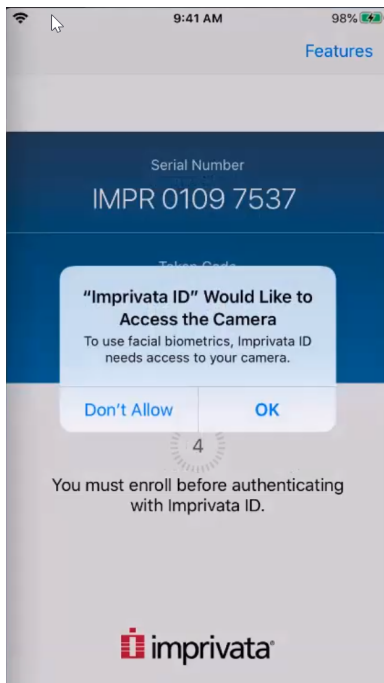 9:41 AM
98%
Features
Serial Number
IMPR 0109 7537
Token Code
“Imprivata ID” Would Like to
Access the Camera
To use facial biometrics, Imprivata ID
needs access to your camera.
Don’t Allow
OK
4
You must enroll before authenticating
with Imprivata ID.
imprivata®